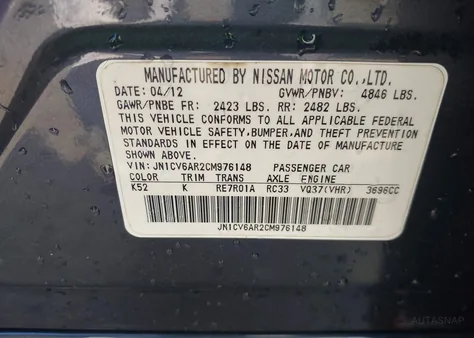 MANUFACTURED BY NISSAN MOTOR CO.,LTD.
DATE: 04/12 GVWR/PNBV: 4846 LBS.
GAWR/PNBE FR: 2423 LBS. RR: 2482 LBS.
THIS VEHICLE CONFORMS TO ALL APPLICABLE FEDERAL
MOTOR VEHICLE SAFETY,BUMPER,AND THEFT PREVENTION
STANDARDS IN EFFECT ON THE DATE OF MANUFACTURE
SHOWN ABOVE.
VIN: JN1CV6AR2CM976148 PASSENGER CAR
COLOR TRIM TRANS AXLE ENGINE
K52 K RE7R01A RC33 VQ37(VHR) 3696CC
JN1CV6AR2CM976148
AUTASNAP